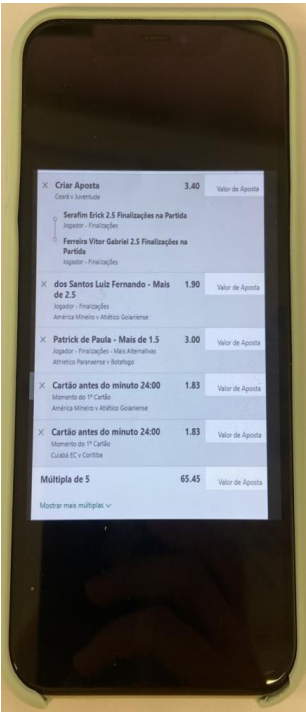 × Criar Aposta 3.40 Valor de Aposta
Ceará v Juventude
Serafim Erick 2.5 Finalizações na Partida
Jogador - Finalizações
Ferreira Vitor Gabriel 2.5 Finalizações na
Partida
Jogador - Finalizações
× dos Santos Luiz Fernando - Mais 1.90 Valor de Aposta
de 2.5
Jogador - Finalizações
América Mineiro v Atlético Goianiense
× Patrick de Paula - Mais de 1.5 3.00 Valor de Aposta
Jogador - Finalizações - Mais Alternativas
Athletico Paranaense v Botafogo
× Cartão antes do minuto 24:00 1.83 Valor de Aposta
Momento do 1º Cartão
América Mineiro v Atlético Goianiense
× Cartão antes do minuto 24:00 1.83 Valor de Aposta
Momento do 1º Cartão
Cuiabá EC v Coritiba
Múltipla de 5 65.45 Valor de Aposta
Mostrar mais múltiplas